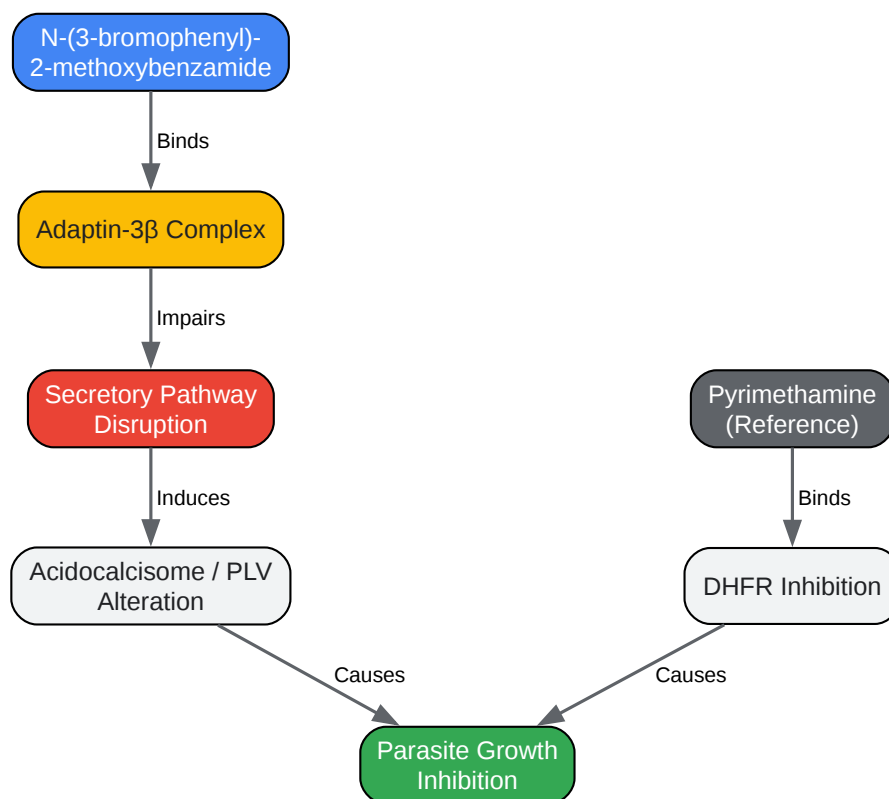 N-(3-bromophenyl)-
2-methoxybenzamide
Binds
Adaptin-3β Complex
Impairs
Secretory Pathway
Disruption
Pyrimethamine
(Reference)
Induces
Binds
Acidocalcisome / PLV
Alteration
DHFR Inhibition
Causes
Causes
Parasite Growth
Inhibition